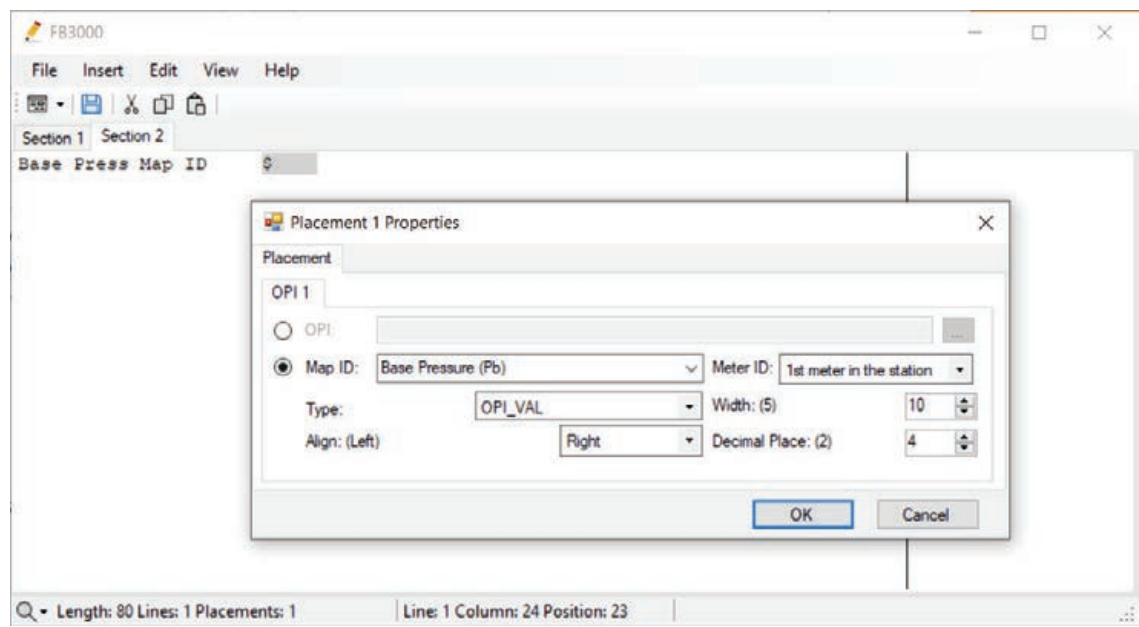 FB3000
File Insert Edit View Help
Section 1 Section 2
Base Press Map ID $
Placement 1 Properties
Placement
OPI 1
OPI: ...
Map ID: Base Pressure (Pb) Meter ID: 1st meter in the station
Type: OPI_VAL Width: (5) 10
Align: (Left) Right Decimal Place: (2) 4
OK Cancel
Length: 80 Lines: 1 Placements: 1 Line: 1 Column: 24 Position: 23